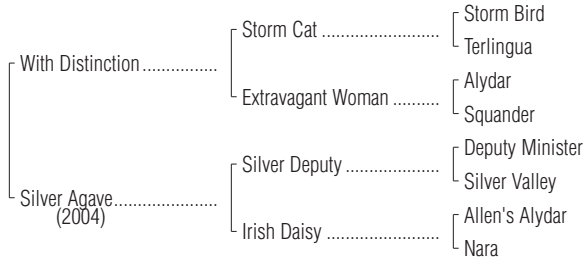 Storm Bird
Storm Cat
Terlingua
With Distinction
Alydar
Extravagant Woman
Squander
Deputy Minister
Silver Deputy
Silver Valley
Silver Agave
(2004)
Allen's Alydar
Irish Daisy
Nara